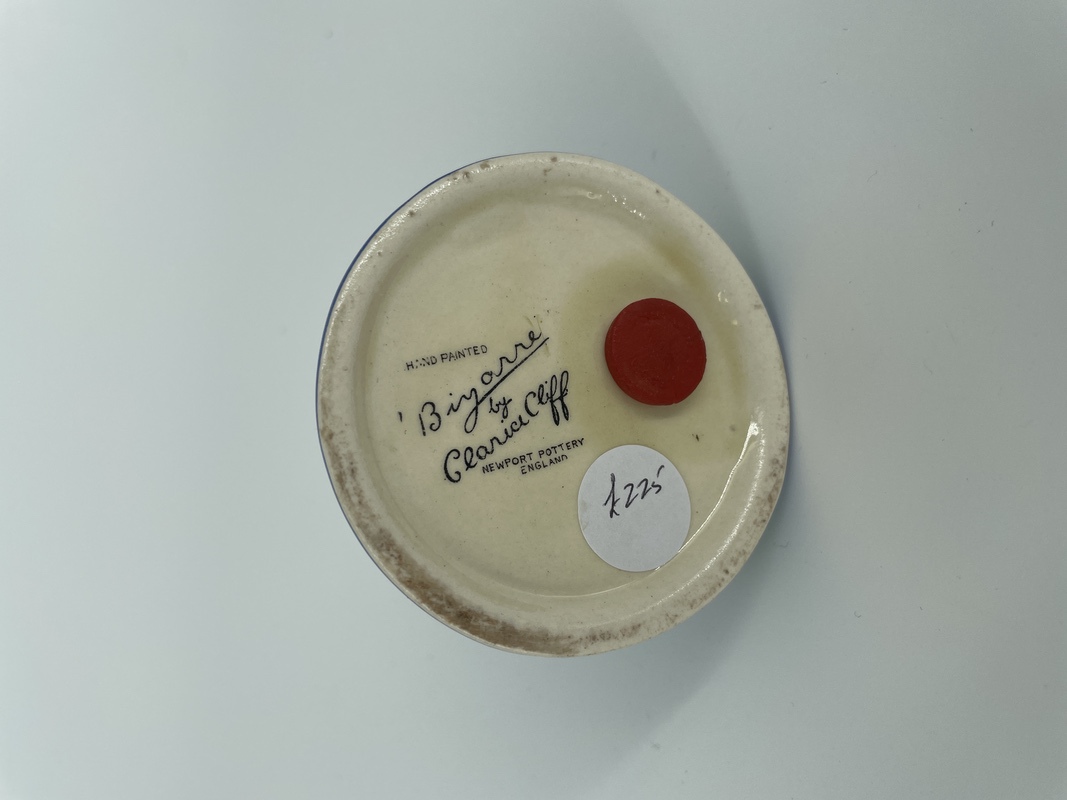 HAND PAINTED
'Bizarre
by
Clarice Cliff
NEWPORT POTTERY
ENGLAND
£225